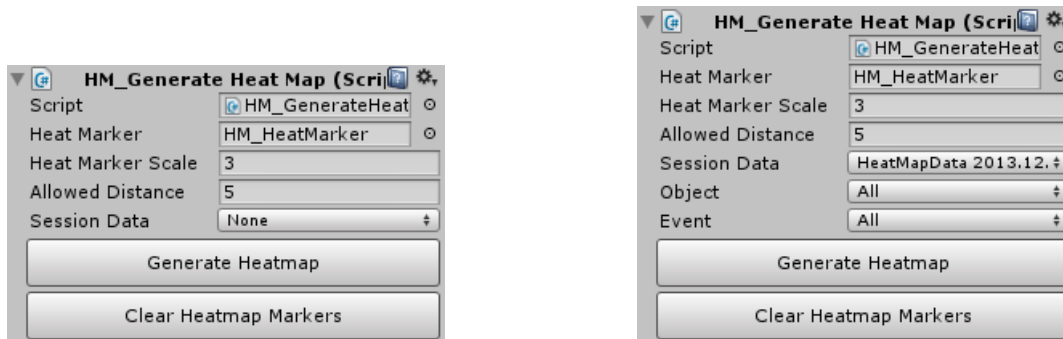 HM_Generate Heat Map (Scri
Script HM_GenerateHeat
Heat Marker HM_HeatMarker
Heat Marker Scale 3
Allowed Distance 5
Session Data None
Generate Heatmap
Clear Heatmap Markers
HM_Generate Heat Map (Scri
Script HM_GenerateHeat
Heat Marker HM_HeatMarker
Heat Marker Scale 3
Allowed Distance 5
Session Data HeatMapData 2013.12.
Object All
Event All
Generate Heatmap
Clear Heatmap Markers